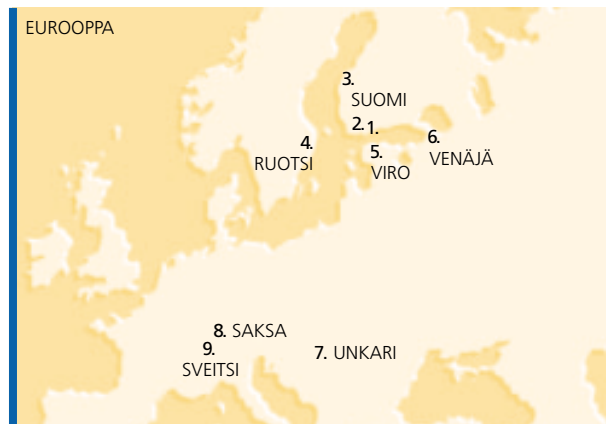 EUROOPPA
3.
SUOMI
2. 1.
4.
RUOTSI
5.
VIRO
6.
VENÄJÄ
8. SAKSA
9.
SVEITSI
7. UNKARI